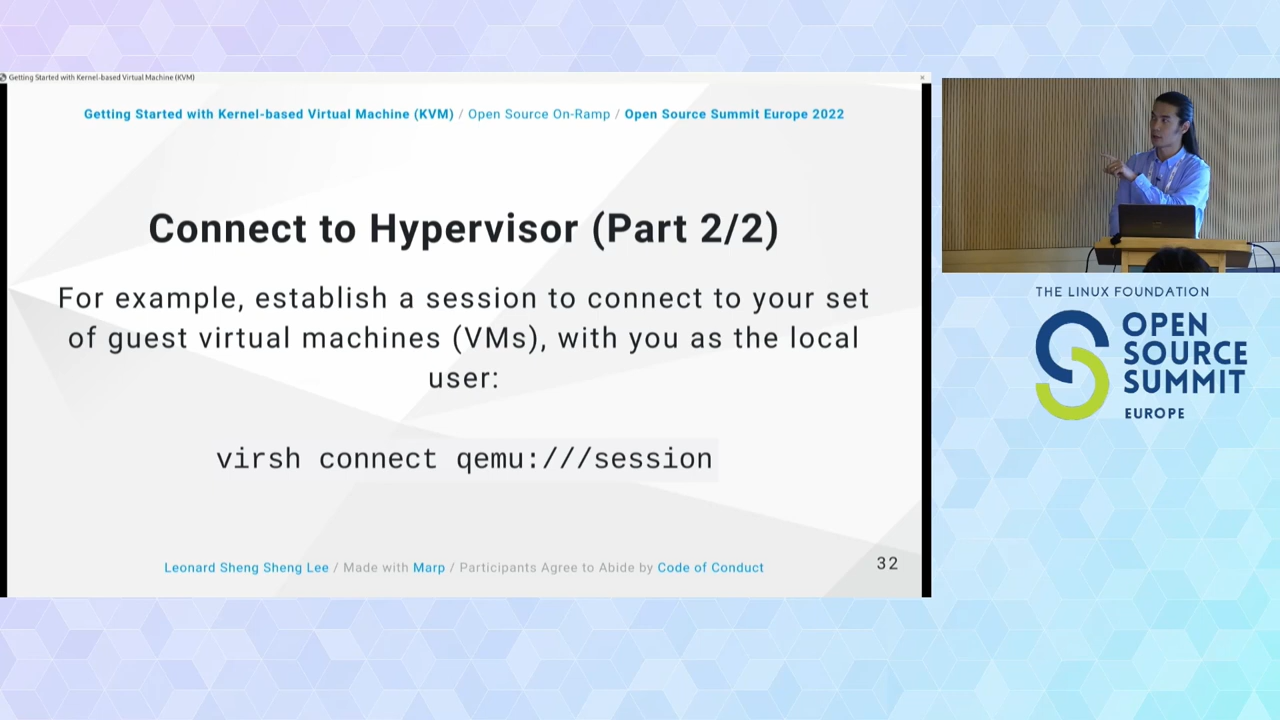 Getting Started with Kernel-based Virtual Machine (KVM)
Getting Started with Kernel-based Virtual Machine (KVM) / Open Source On-Ramp / Open Source Summit Europe 2022
Connect to Hypervisor (Part 2/2)
For example, establish a session to connect to your set
of guest virtual machines (VMs), with you as the local
user:
virsh connect qemu:///session
Leonard Sheng Sheng Lee / Made with Marp / Participants Agree to Abide by Code of Conduct
32
THE LINUX FOUNDATION
OPEN
SOURCE
SUMMIT
EUROPE